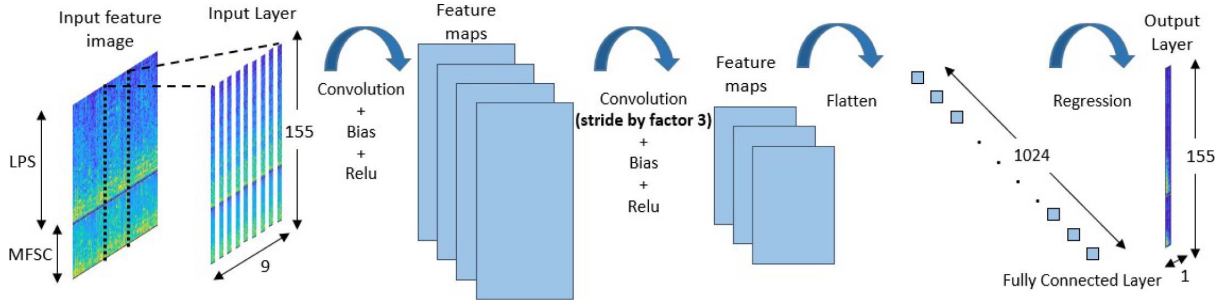 Input feature
image
Input Layer
LPS
MFSC
155
9
Convolution
+
Bias
+
Relu
Feature
maps
Convolution
(stride by factor 3)
+
Bias
+
Relu
Feature
maps
Flatten
1024
Fully Connected Layer
Regression
Output
Layer
155
1